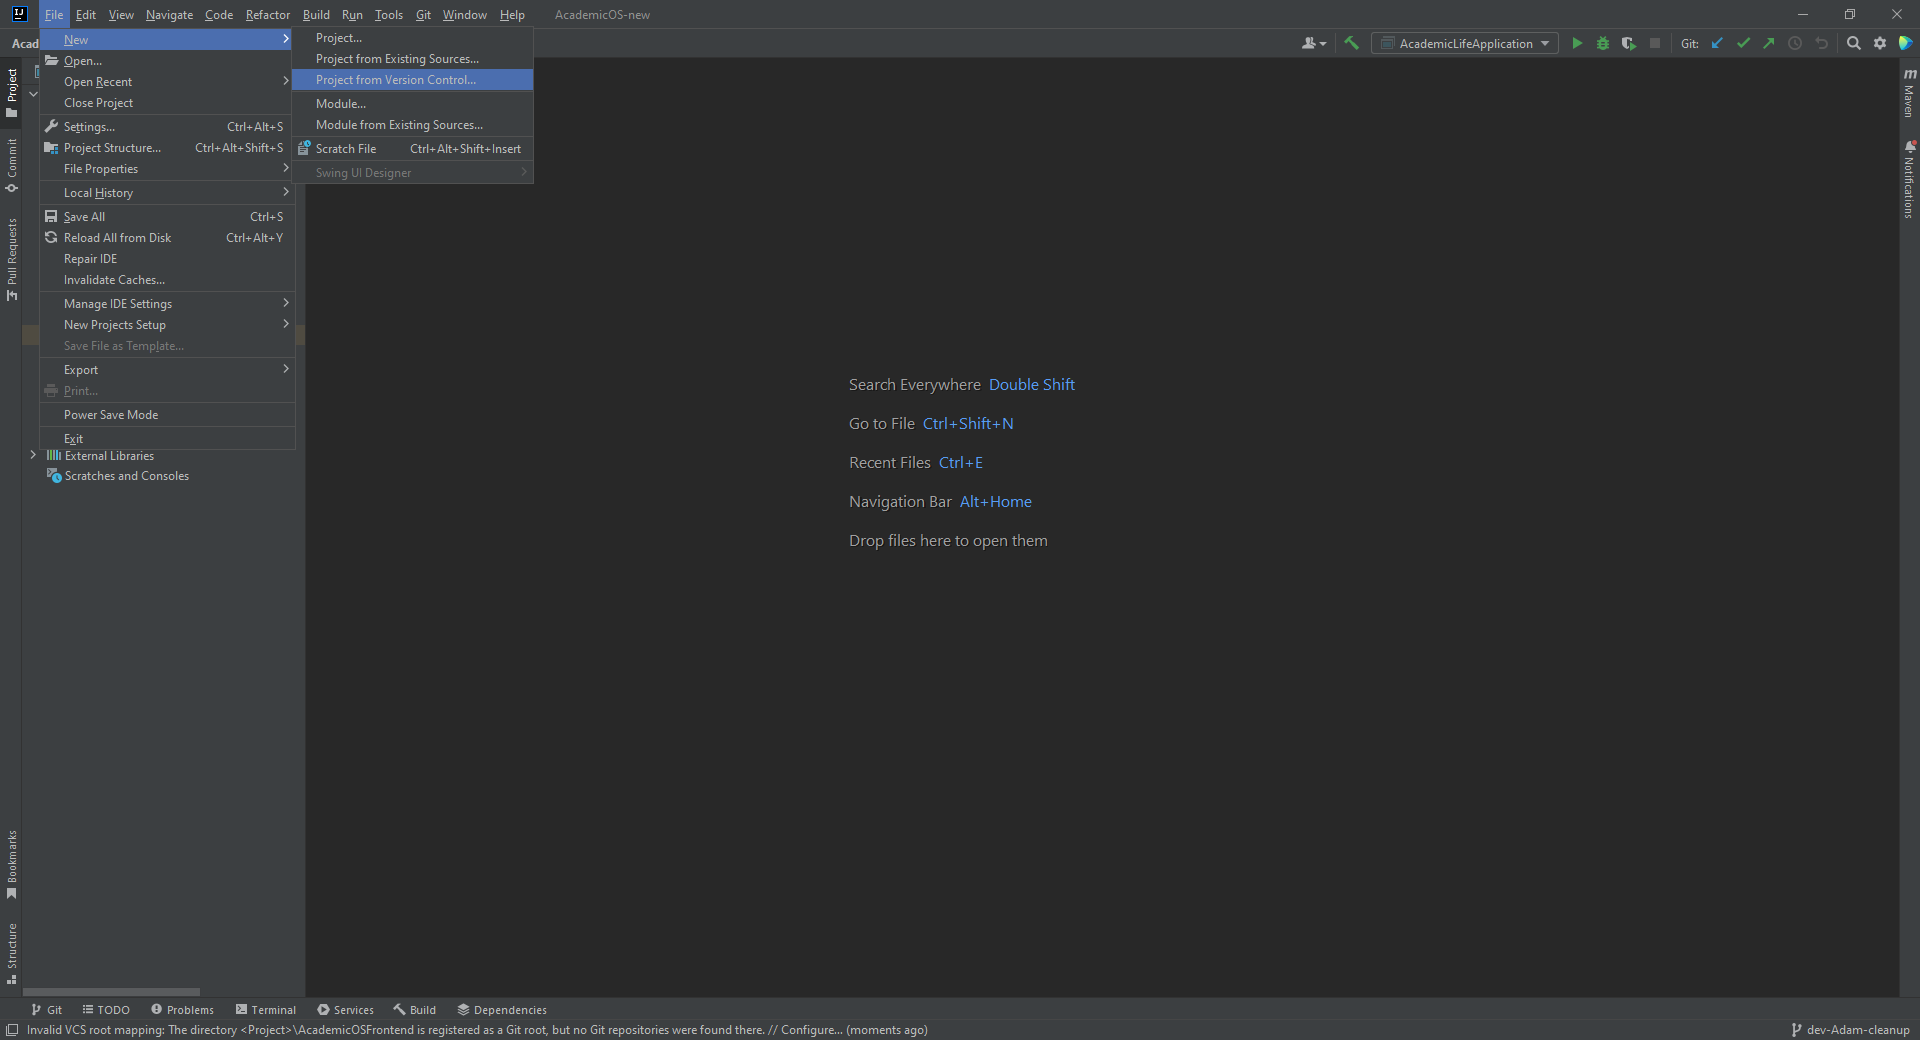 IJ File Edit View Navigate Code Refactor Build Run Tools Git Window Help AcademicOS-new
Acad
AcademicLifeApplication
Git:
New
Open...
Open Recent
Close Project
Settings... Ctrl+Alt+S
Project Structure... Ctrl+Alt+Shift+S
File Properties
Local History
Save All Ctrl+S
Reload All from Disk Ctrl+Alt+Y
Repair IDE
Invalidate Caches...
Manage IDE Settings
New Projects Setup
Save File as Template...
Export
Print...
Power Save Mode
Exit
Project...
Project from Existing Sources...
Project from Version Control...
Module...
Module from Existing Sources...
Scratch File Ctrl+Alt+Shift+Insert
Swing UI Designer
External Libraries
Scratches and Consoles
Project
Commit
Pull Requests
Bookmarks
Structure
Search Everywhere Double Shift
Go to File Ctrl+Shift+N
Recent Files Ctrl+E
Navigation Bar Alt+Home
Drop files here to open them
m
Maven
Notifications
Git TODO Problems Terminal Services Build Dependencies
Invalid VCS root mapping: The directory <Project>\AcademicOSFrontend is registered as a Git root, but no Git repositories were found there. // Configure... (moments ago)
dev-Adam-cleanup